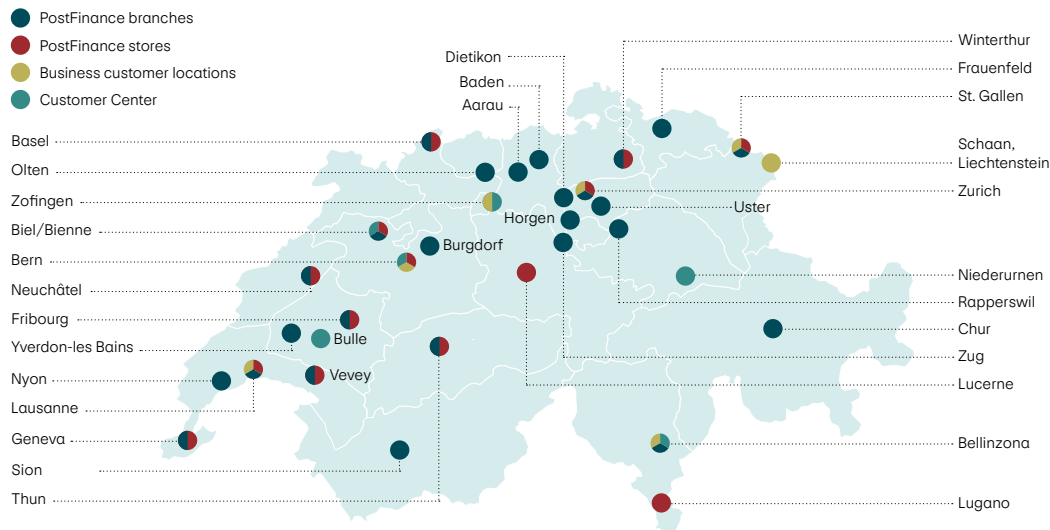 PostFinance branches
PostFinance stores
Business customer locations
Customer Center
Dietikon
Baden
Aarau
Basel
Olten
Zofingen
Biel/Bienne
Bern
Neuchâtel
Fribourg
Yverdon-les Bains
Nyon
Lausanne
Geneva
Sion
Thun
Horgen
Burgdorf
Bulle
Vevey
Uster
Winterthur
Frauenfeld
St. Gallen
Schaan,
Liechtenstein
Zurich
Niederurnen
Rapperswil
Chur
Zug
Lucerne
Bellinzona
Lugano